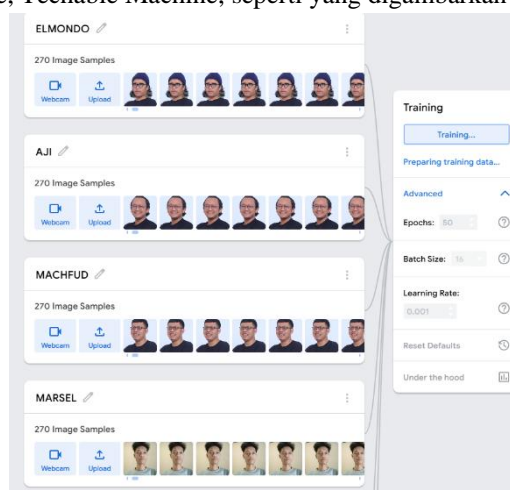 e, Teenable Machine, seperti yang digambarkan
ELMONDO
270 Image Samples
Webcam
Upload
AJI
270 Image Samples
Webcam
Upload
MACHFUD
270 Image Samples
Webcam
Upload
MARSEL
270 Image Samples
Webcam
Upload
Training
Training...
Preparing training data...
Advanced
Epochs: 50
Batch Size: 16
Learning Rate:
0,001
Reset Defaults
Under the hood